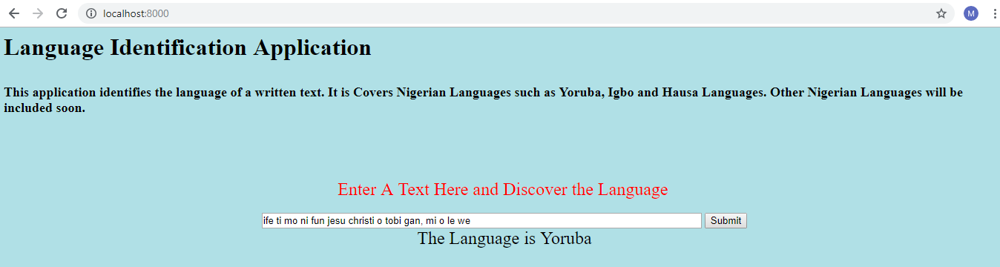 localhost:8000
M
Language Identification Application
This application identifies the language of a written text. It is Covers Nigerian Languages such as Yoruba, Igbo and Hausa Languages. Other Nigerian Languages will be
included soon.
Enter A Text Here and Discover the Language
ife ti mo ni fun jesu christi o tobi gan, mi o le we
Submit
The Language is Yoruba